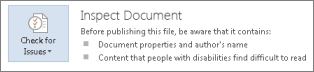 Check for
Issues
Inspect Document
Before publishing this file, be aware that it contains:
Document properties and author's name
Content that people with disabilities find difficult to read